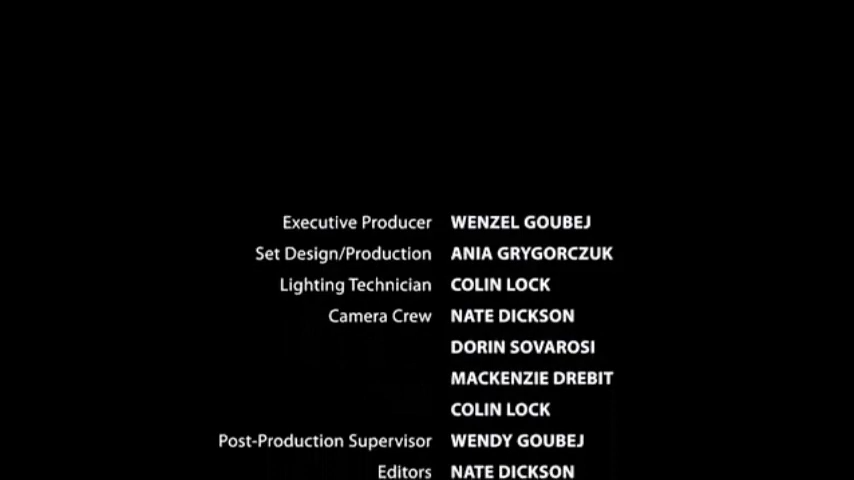 Executive Producer WENZEL GOUBEJ
Set Design/Production ANIA GRYGORCZUK
Lighting Technician COLIN LOCK
Camera Crew NATE DICKSON
DORIN SOVAROSI
MACKENZIE DREBIT
COLIN LOCK
Post-Production Supervisor WENDY GOUBEJ
Editors NATE DICKSON